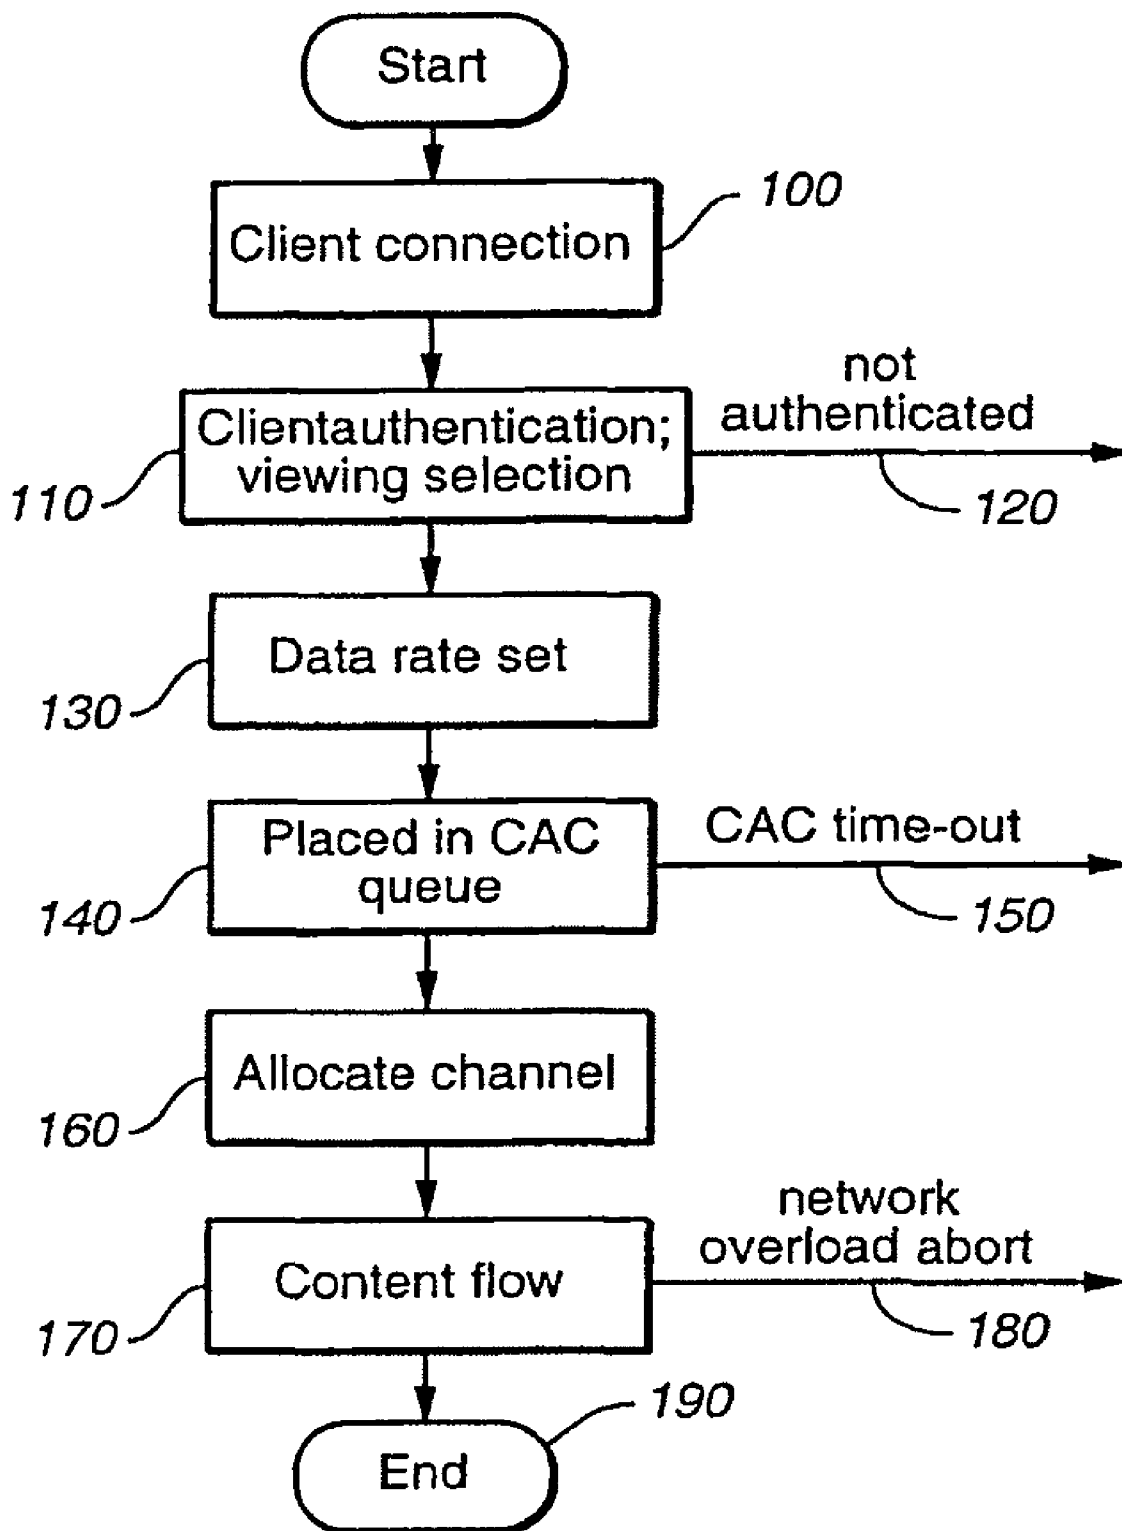 Start
100
Client connection
not
authenticated
Clientauthentication;
viewing selection
110
120
Data rate set
130
Placed in CAC
queue
CAC time-out
140
150
Allocate channel
160
network
overload abort
Content flow
170
180
190
End